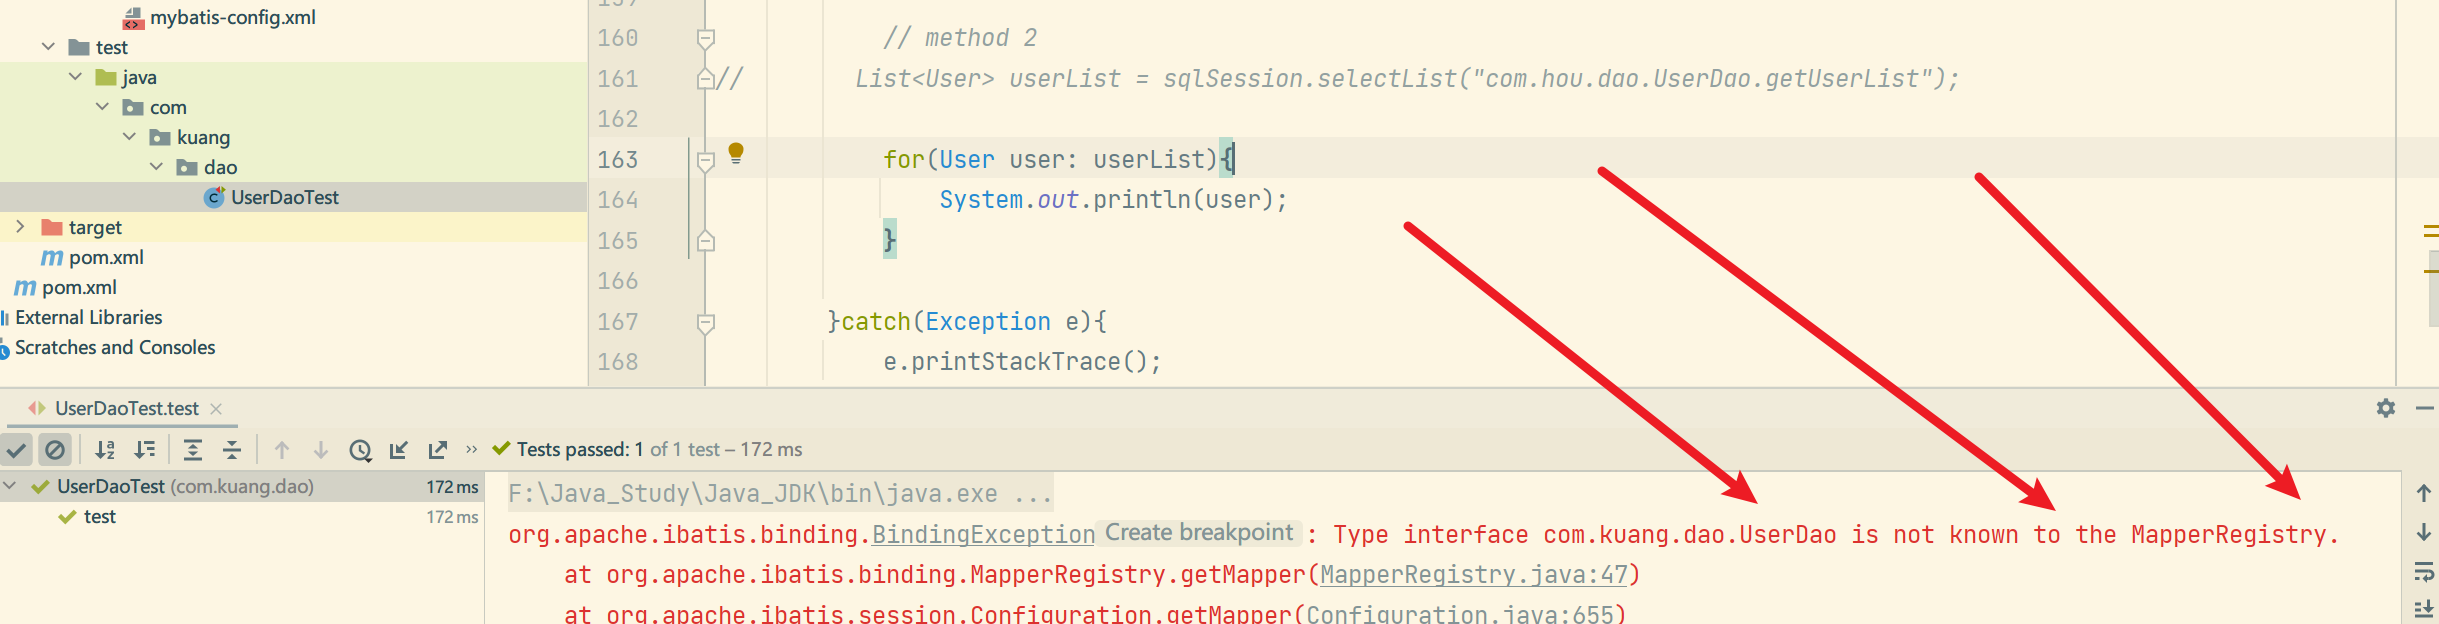 mybatis-config.xml
test
java
com
kuang
dao
UserDaoTest
target
pom.xml
pom.xml
External Libraries
Scratches and Consoles
160 // method 2
161 // List<User> userList = sqlSession.selectList("com.hou.dao.UserDao.getUserList");
162
163 for(User user: userList){
164 System.out.println(user);
165 }
166
167 }catch(Exception e){
168 e.printStackTrace();
UserDaoTest.test
Tests passed: 1 of 1 test – 172 ms
UserDaoTest (com.kuang.dao) 172 ms
test 172 ms
F:\Java_Study\Java_JDK\bin\java.exe ...
org.apache.ibatis.binding.BindingException Create breakpoint : Type interface com.kuang.dao.UserDao is not known to the MapperRegistry.
at org.apache.ibatis.binding.MapperRegistry.getMapper(MapperRegistry.java:47)
at org.apache.ibatis.session.Configuration.getMapper(Configuration.java:655)